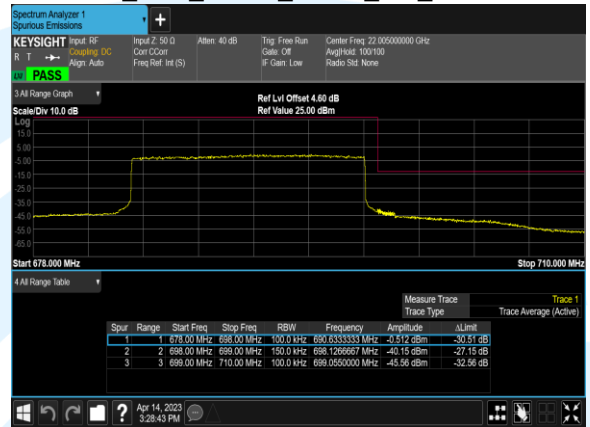 Spectrum Analyzer 1
Spurious Emissions
KEYSIGHT
Input: RF
Coupling: DC
Align: Auto
R T
LM PASS
Input Z: 50 Ω
Corr CCorr
Freq Ref: Int (S)
Atten: 40 dB
Trig: Free Run
Gate: Off
IF Gain: Low
Center Freq: 22.005000000 GHz
Avg|Hold: 100/100
Radio Std: None
3 All Range Graph
Scale/Div 10.0 dB
Ref Lvl Offset 4.60 dB
Ref Value 25.00 dBm
Log
15.0
5.00
-5.00
-15.0
-25.0
-35.0
-45.0
-55.0
-65.0
Start 678.000 MHz
Stop 710.000 MHz
4 All Range Table
Measure Trace Trace 1
Trace Type Trace Average (Active)
Spur Range Start Freq Stop Freq RBW Frequency Amplitude ΔLimit
1 1 678.00 MHz 698.00 MHz 100.0 kHz 690.6333333 MHz -0.512 dBm -30.51 dB
2 2 698.00 MHz 699.00 MHz 150.0 kHz 698.1266667 MHz -40.15 dBm -27.15 dB
3 3 699.00 MHz 710.00 MHz 100.0 kHz 699.0550000 MHz -45.56 dBm -32.56 dB
Apr 14, 2023
3:28:43 PM